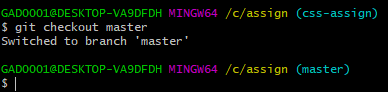 GAD0001@DESKTOP-VA9DFDH MINGW64 /c/assign (css-assign)
$ git checkout master
Switched to branch 'master'
GAD0001@DESKTOP-VA9DFDH MINGW64 /c/assign (master)
$